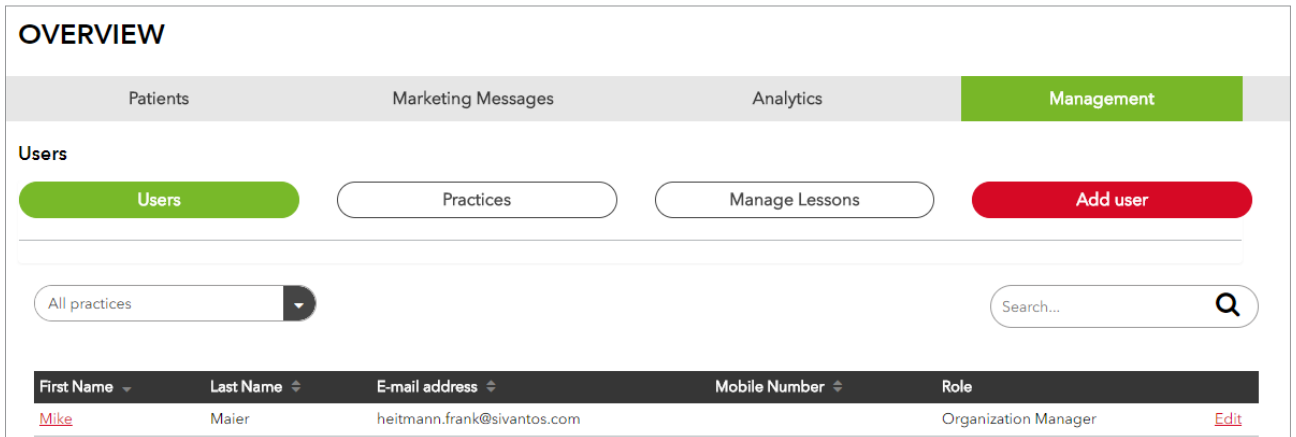 OVERVIEW
Patients Marketing Messages Analytics Management
Users
Users Practices Manage Lessons Add user
All practices Search...
First Name Last Name E-mail address Mobile Number Role
Mike Maier heitmann.frank@sivantos.com Organization Manager Edit